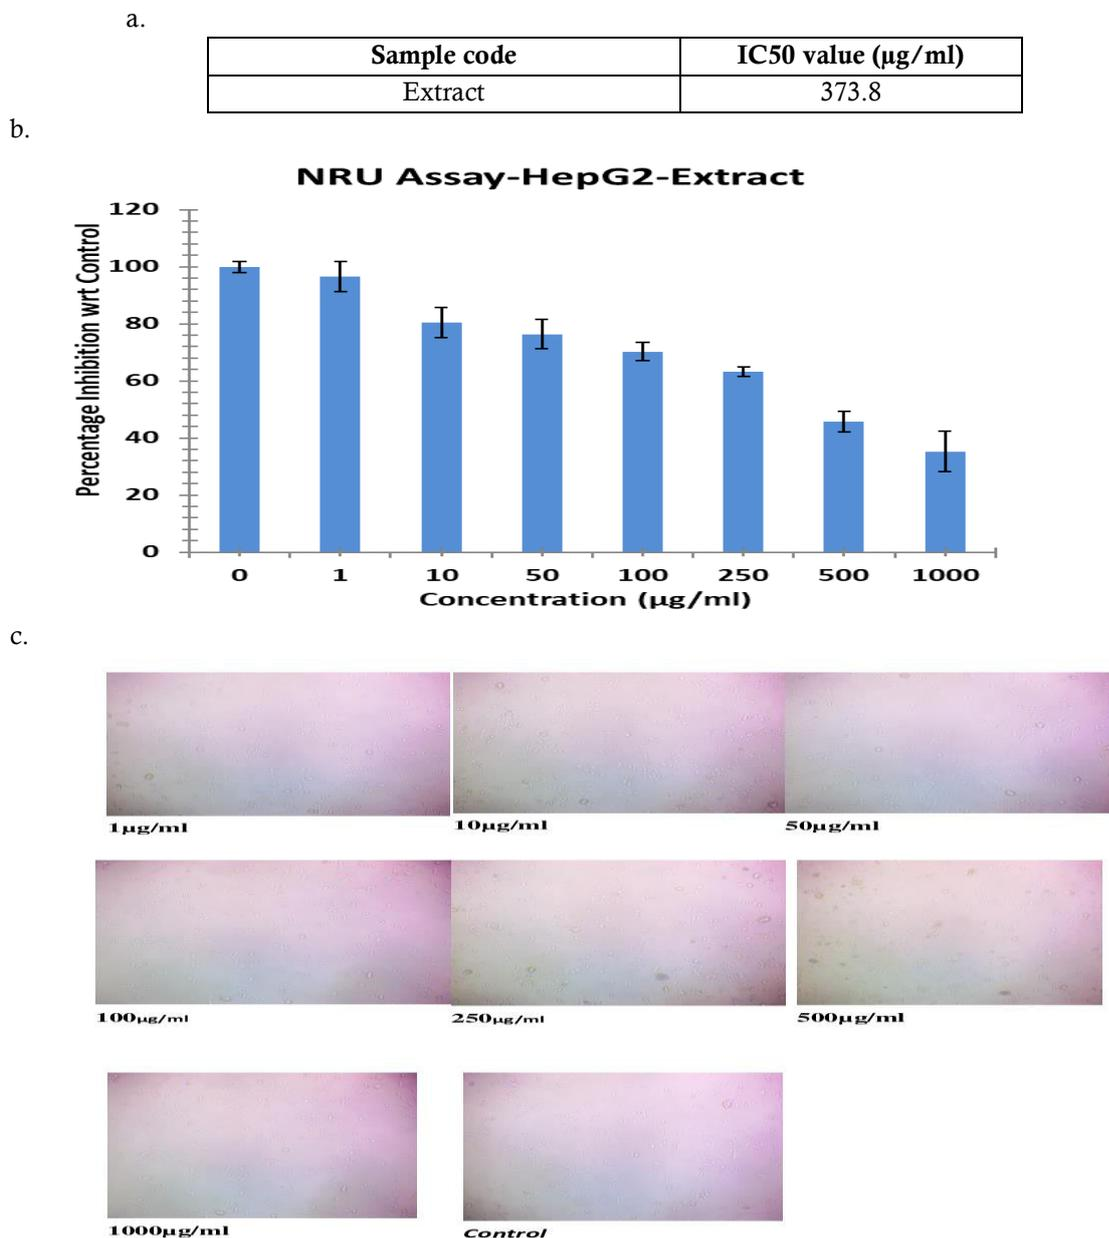 a.
Sample code IC50 value (µg/ml)
Extract 373.8
b.
NRU Assay-HepG2-Extract
Percentage Inhibition wrt Control
120
100
80
60
40
20
0
0 1 10 50 100 250 500 1000
Concentration (µg/ml)
c.
1µg/ml 10µg/ml 50µg/ml
100µg/ml 250µg/ml 500µg/ml
1000µg/ml Control